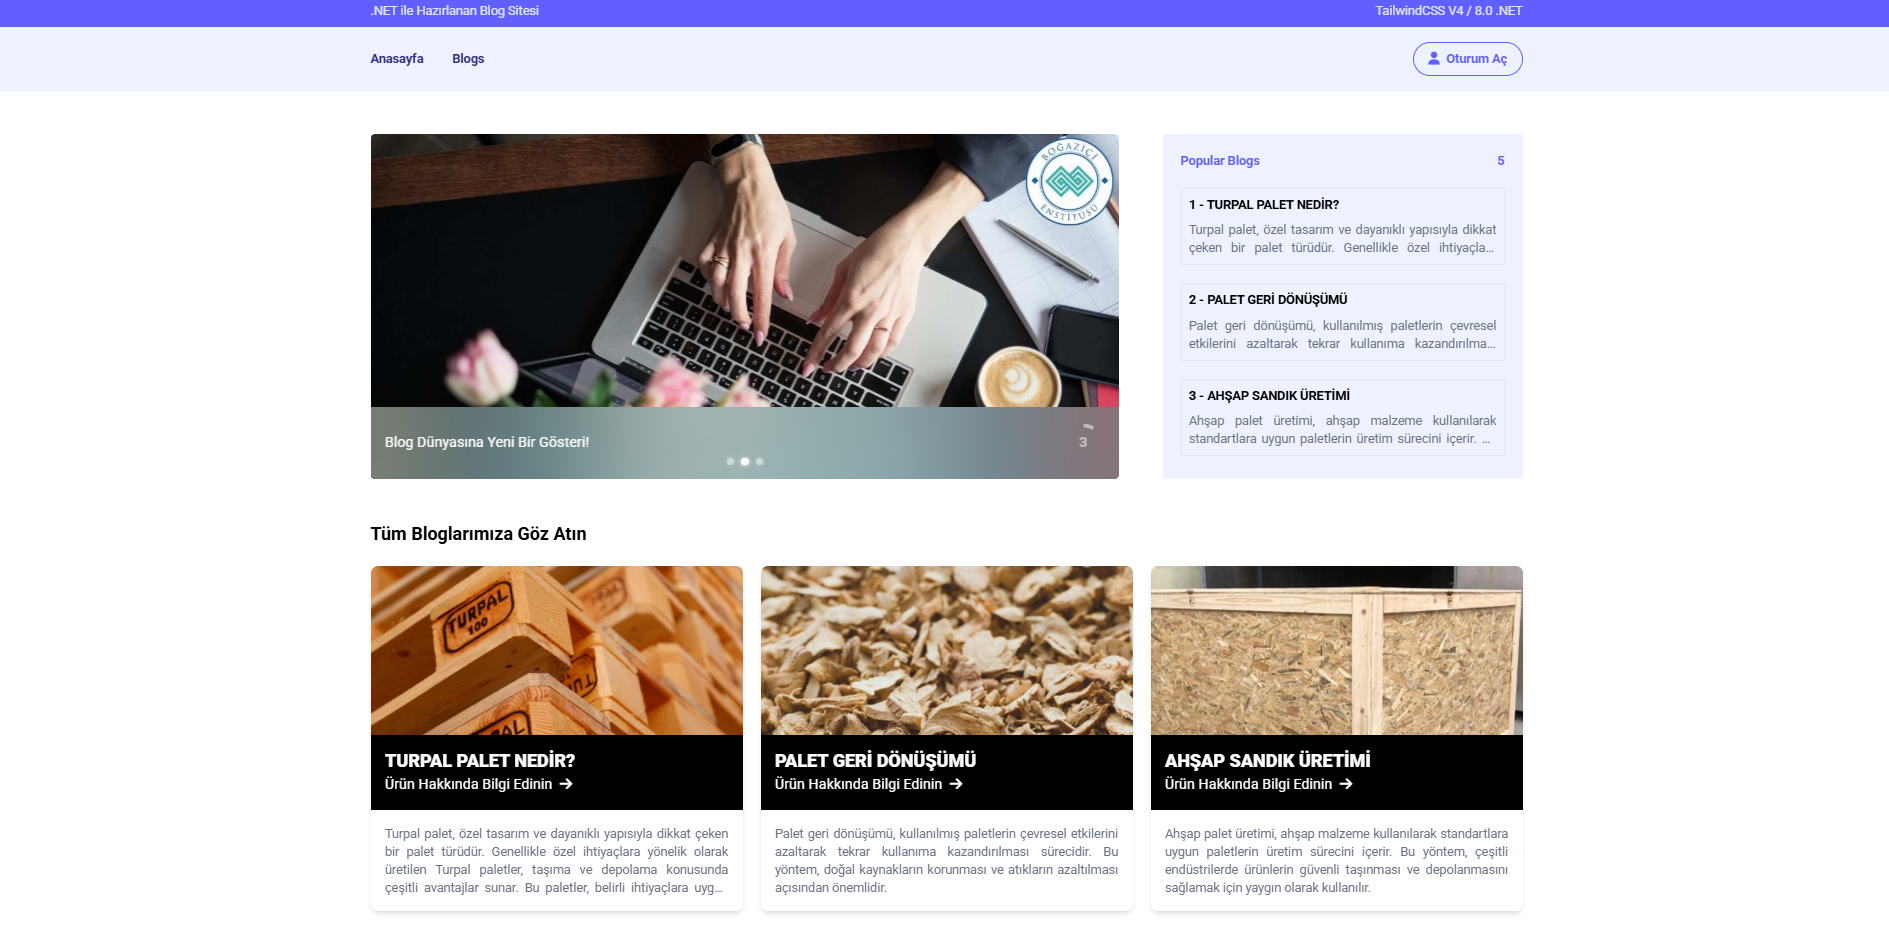 .NET ile Hazırlanan Blog Sitesi
TailwindCSS V4 / 8.0 .NET
Anasayfa
Blogs
Oturum Aç
BOĞAZİÇİ
ENSTİTÜSÜ
Blog Dünyasına Yeni Bir Gösteri!
3
Popular Blogs
5
1 - TURPAL PALET NEDİR?
Turpal palet, özel tasarım ve dayanıklı yapısıyla dikkat
çeken bir palet türüdür. Genellikle özel ihtiyaçla...
2 - PALET GERİ DÖNÜŞÜMÜ
Palet geri dönüşümü, kullanılmış paletlerin çevresel
etkilerini azaltarak tekrar kullanıma kazandırılma...
3 - AHŞAP SANDIK ÜRETİMİ
Ahşap palet üretimi, ahşap malzeme kullanılarak
standartlara uygun paletlerin üretim sürecini içerir. ...
Tüm Bloglarımıza Göz Atın
TURPAL
100
TURPAL
TURPAL PALET NEDİR?
Ürün Hakkında Bilgi Edinin
Turpal palet, özel tasarım ve dayanıklı yapısıyla dikkat çeken
bir palet türüdür. Genellikle özel ihtiyaçlara yönelik olarak
üretilen Turpal paletler, taşıma ve depolama konusunda
çeşitli avantajlar sunar. Bu paletler, belirli ihtiyaçlara uyg...
PALET GERİ DÖNÜŞÜMÜ
Ürün Hakkında Bilgi Edinin
Palet geri dönüşümü, kullanılmış paletlerin çevresel etkilerini
azaltarak tekrar kullanıma kazandırılması sürecidir. Bu
yöntem, doğal kaynakların korunması ve atıkların azaltılması
açısından önemlidir.
AHŞAP SANDIK ÜRETİMİ
Ürün Hakkında Bilgi Edinin
Ahşap palet üretimi, ahşap malzeme kullanılarak standartlara
uygun paletlerin üretim sürecini içerir. Bu yöntem, çeşitli
endüstrilerde ürünlerin güvenli taşınması ve depolanmasını
sağlamak için yaygın olarak kullanılır.